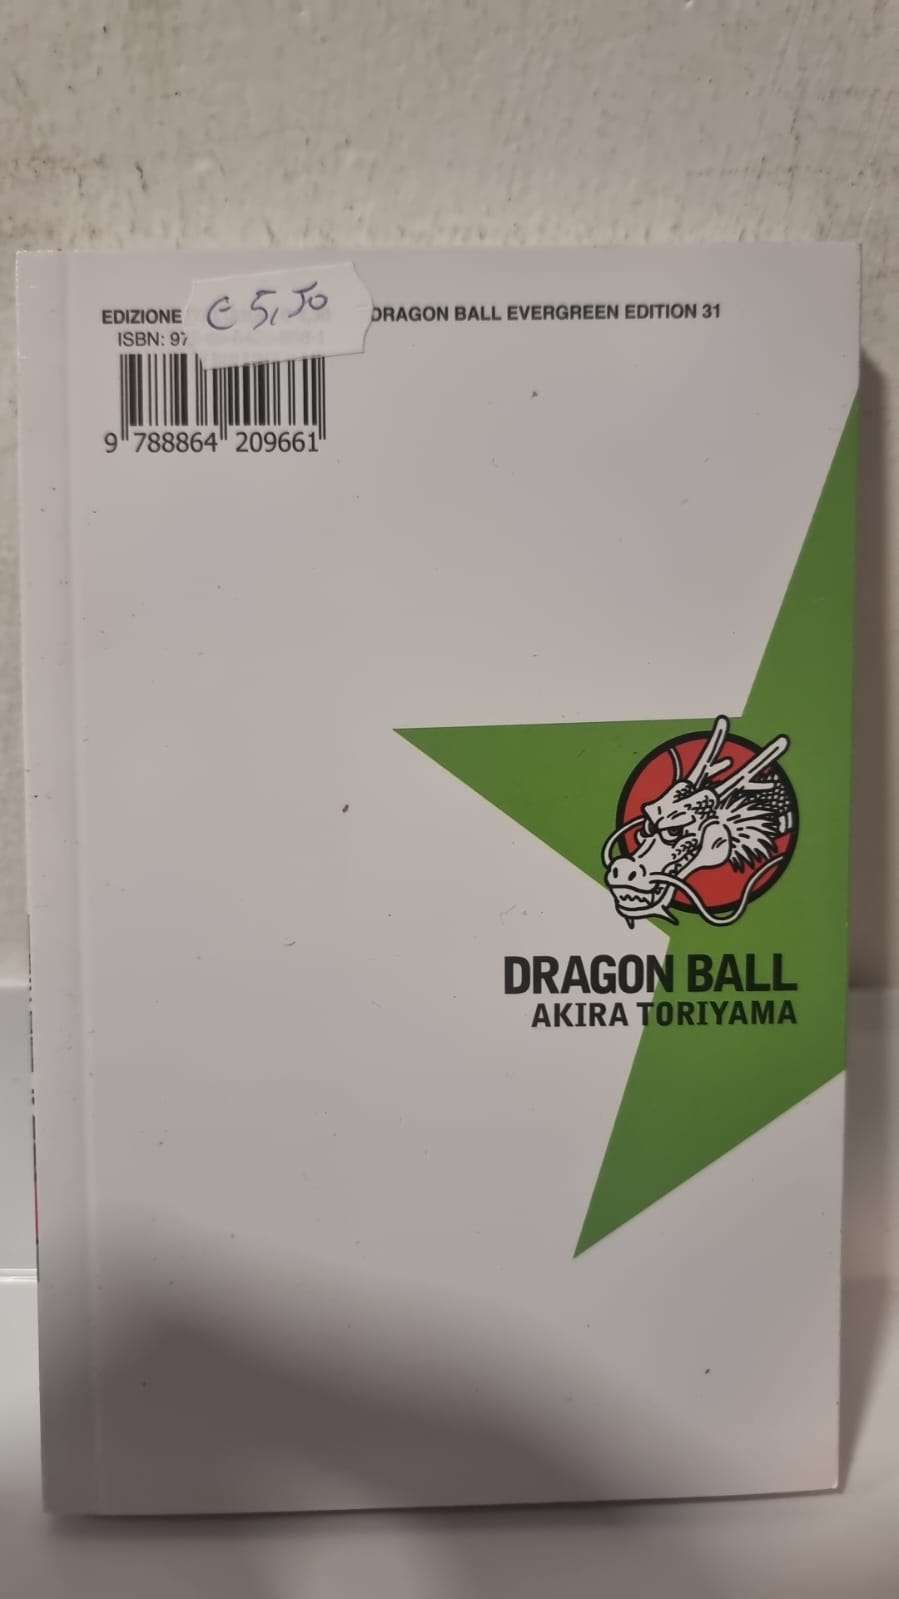 EDIZIONE DRAGON BALL EVERGREEN EDITION 31
€ 5,50
ISBN: 97
9 788864 209661
DRAGON BALL
AKIRA TORIYAMA